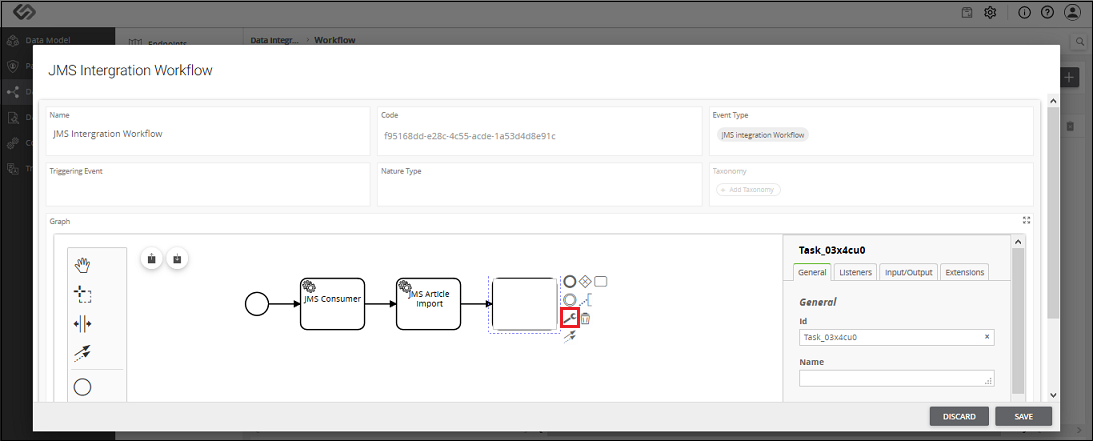 Data Model
Endpoints
Data Integr... > Workflow
JMS Intergration Workflow
Name
JMS Intergration Workflow
Code
f95168dd-e28c-4c55-acde-1a53d4d8e91c
Event Type
JMS integration Workflow
Triggering Event
Nature Type
Taxonomy
+ Add Taxonomy
Graph
JMS Consumer
JMS Article
Import
Task_03x4cu0
General
Listeners
Input/Output
Extensions
General
Id
Task_03x4cu0
Name
DISCARD
SAVE